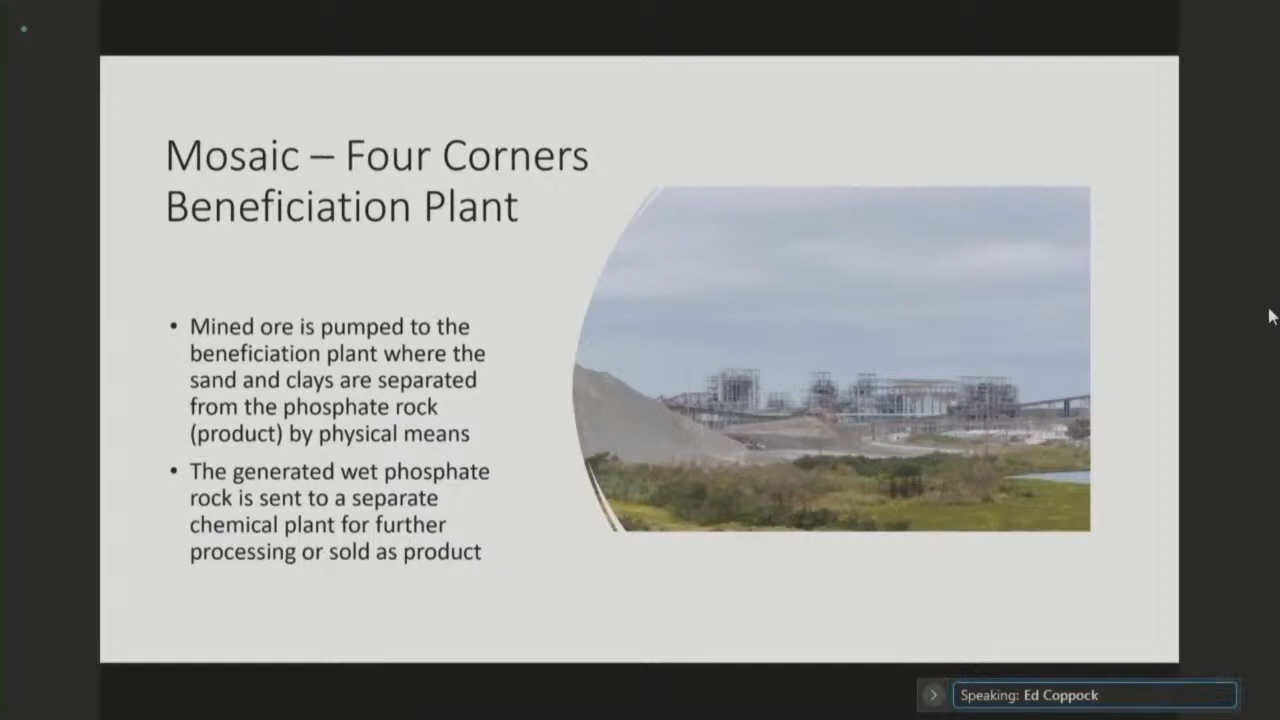 Mosaic – Four Corners
Beneficiation Plant
• Mined ore is pumped to the
beneficiation plant where the
sand and clays are separated
from the phosphate rock
(product) by physical means
• The generated wet phosphate
rock is sent to a separate
chemical plant for further
processing or sold as product
Speaking: Ed Coppock